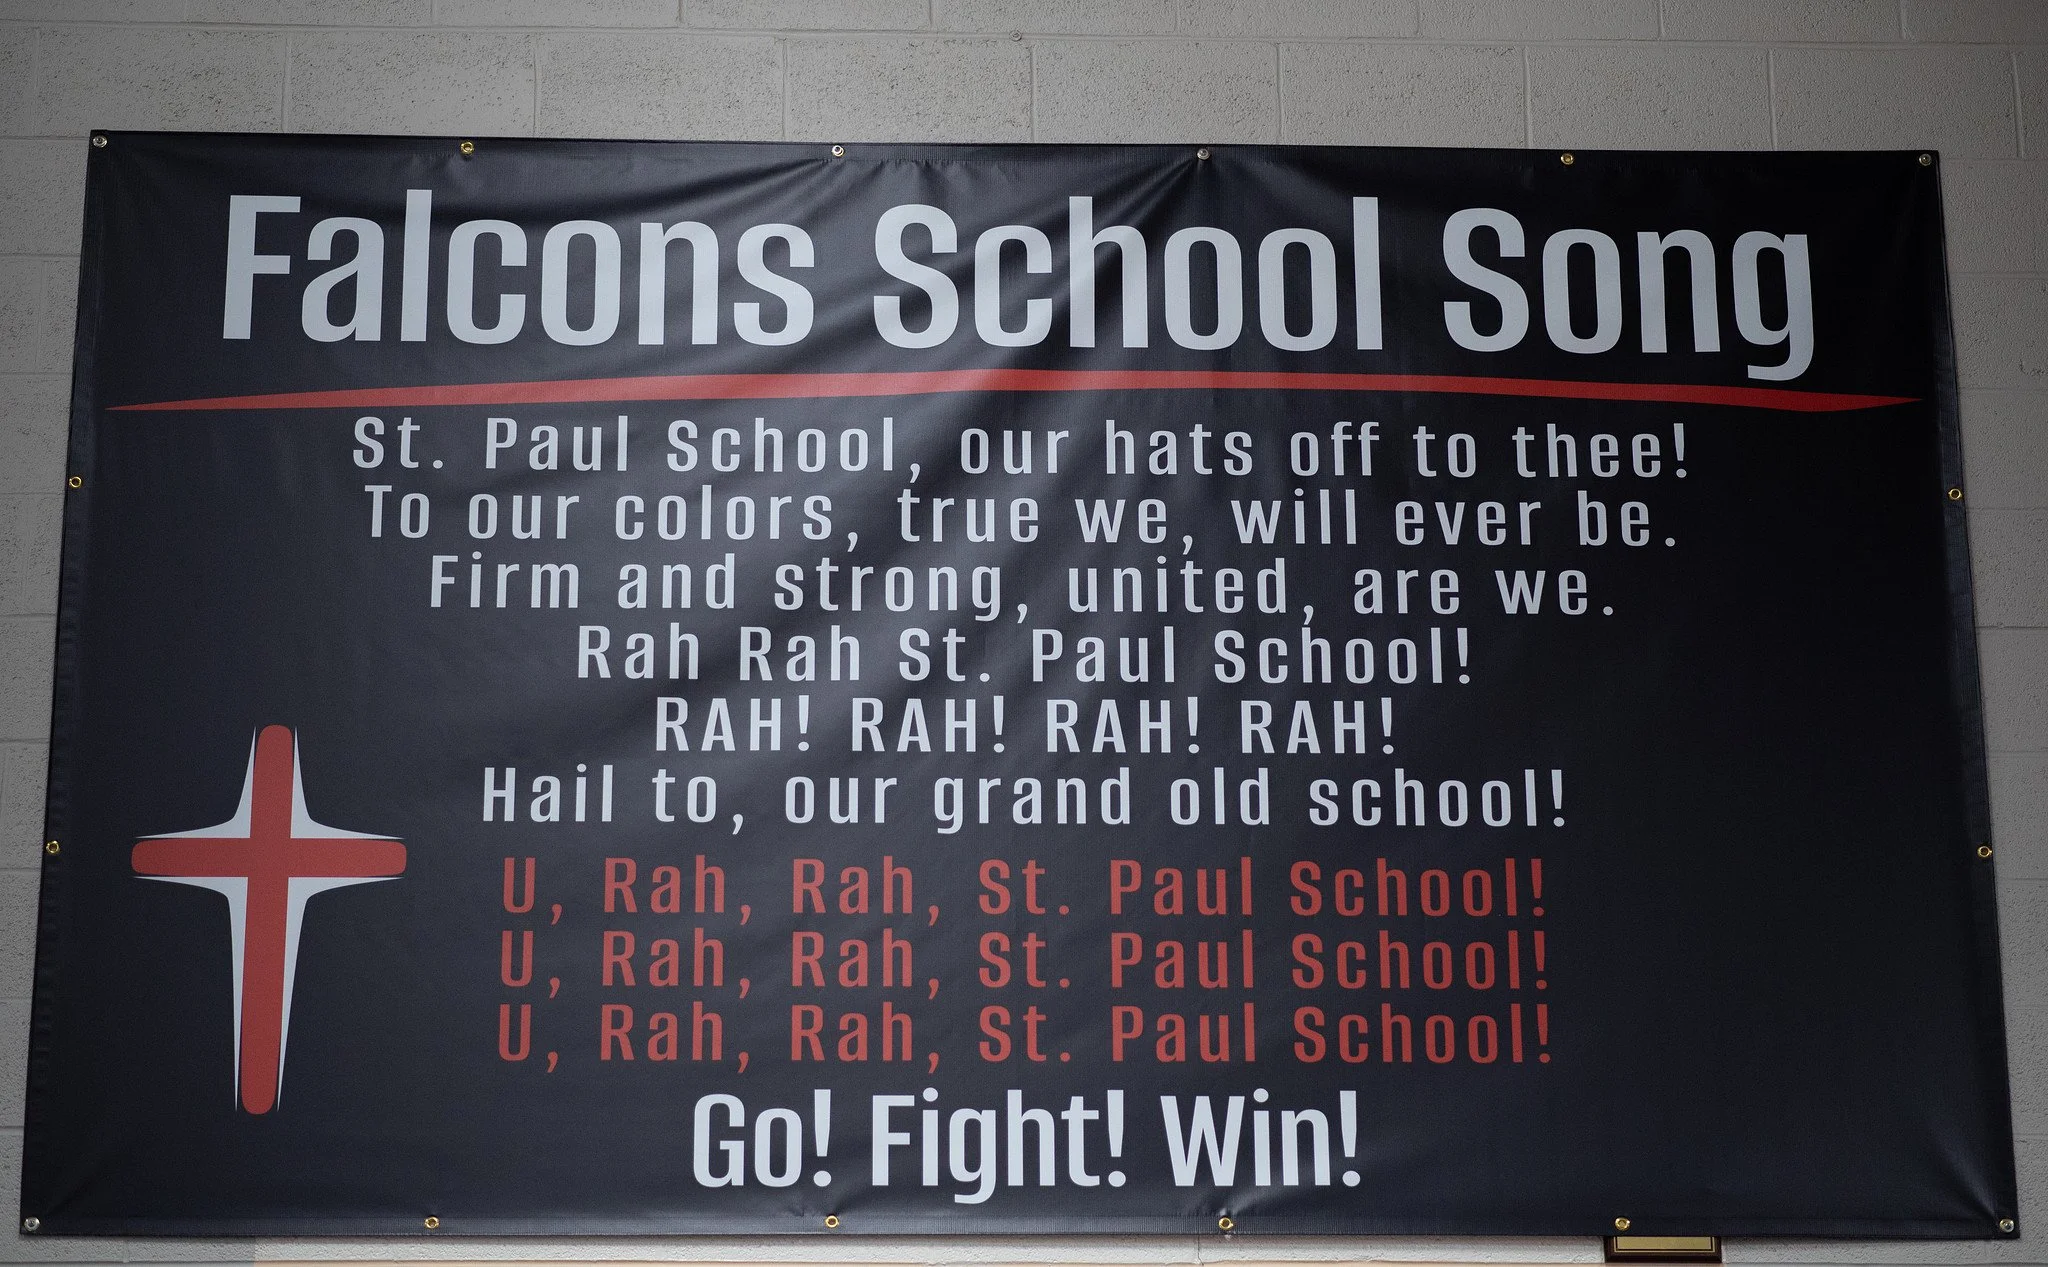 Falcons School Song
St. Paul School, our hats off to thee!
To our colors, true we, will ever be.
Firm and strong, united, are we.
Rah Rah St. Paul School!
RAH! RAH! RAH! RAH!
Hail to, our grand old school!
U, Rah, Rah, St. Paul School!
U, Rah, Rah, St. Paul School!
U, Rah, Rah, St. Paul School!
Go! Fight! Win!